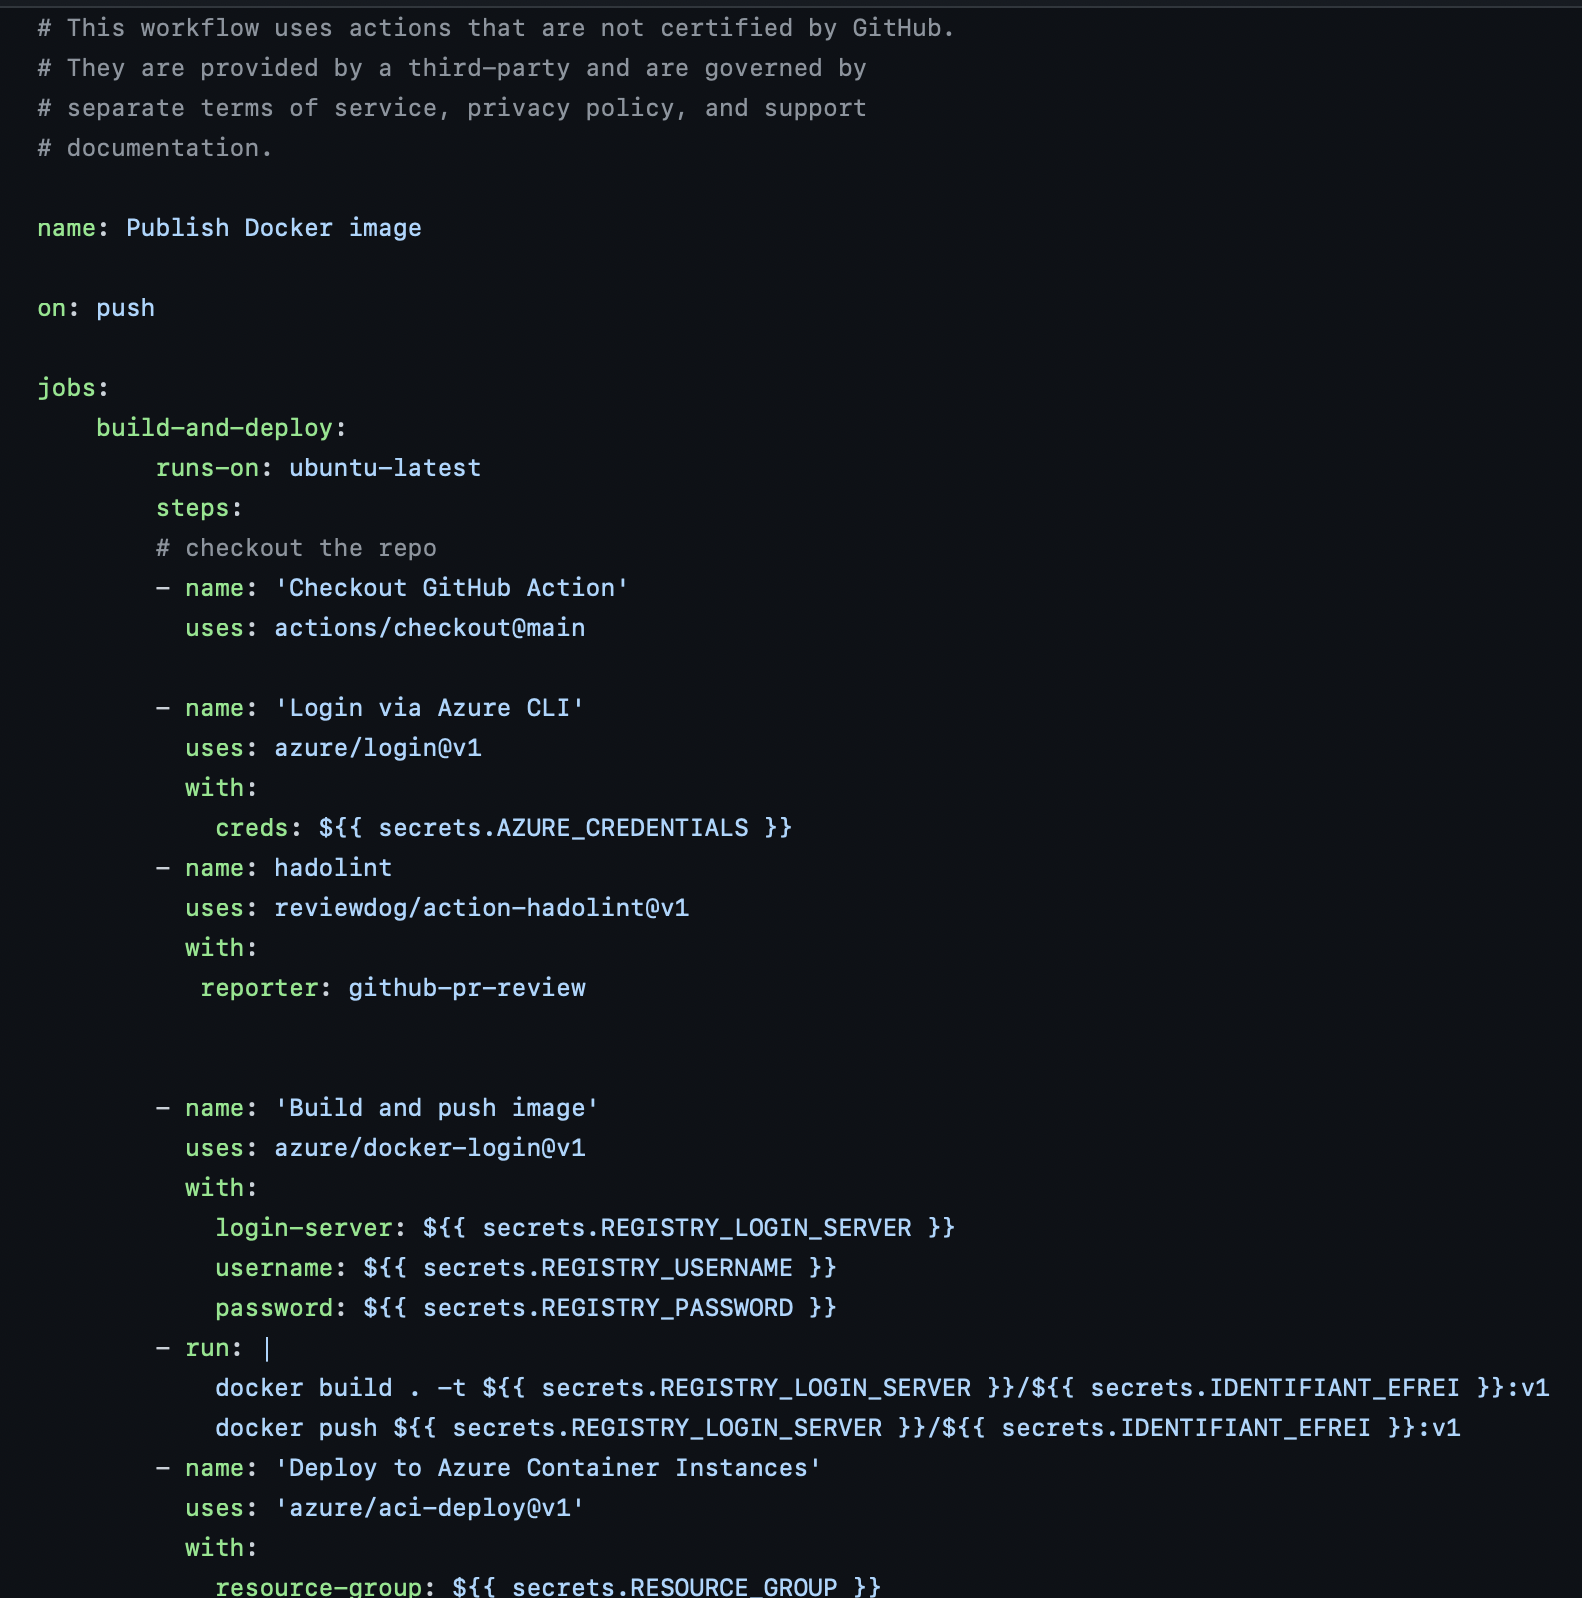 # This workflow uses actions that are not certified by GitHub.
# They are provided by a third-party and are governed by
# separate terms of service, privacy policy, and support
# documentation.
name: Publish Docker image
on: push
jobs:
build-and-deploy:
runs-on: ubuntu-latest
steps:
# checkout the repo
- name: 'Checkout GitHub Action'
uses: actions/checkout@main
- name: 'Login via Azure CLI'
uses: azure/login@v1
with:
creds: ${{ secrets.AZURE_CREDENTIALS }}
- name: hadolint
uses: reviewdog/action-hadolint@v1
with:
reporter: github-pr-review
- name: 'Build and push image'
uses: azure/docker-login@v1
with:
login-server: ${{ secrets.REGISTRY_LOGIN_SERVER }}
username: ${{ secrets.REGISTRY_USERNAME }}
password: ${{ secrets.REGISTRY_PASSWORD }}
- run: |
docker build . -t ${{ secrets.REGISTRY_LOGIN_SERVER }}/${{ secrets.IDENTIFIANT_EFREI }}:v1
docker push ${{ secrets.REGISTRY_LOGIN_SERVER }}/${{ secrets.IDENTIFIANT_EFREI }}:v1
- name: 'Deploy to Azure Container Instances'
uses: 'azure/aci-deploy@v1'
with:
resource-group: ${{ secrets.RESOURCE_GROUP }}